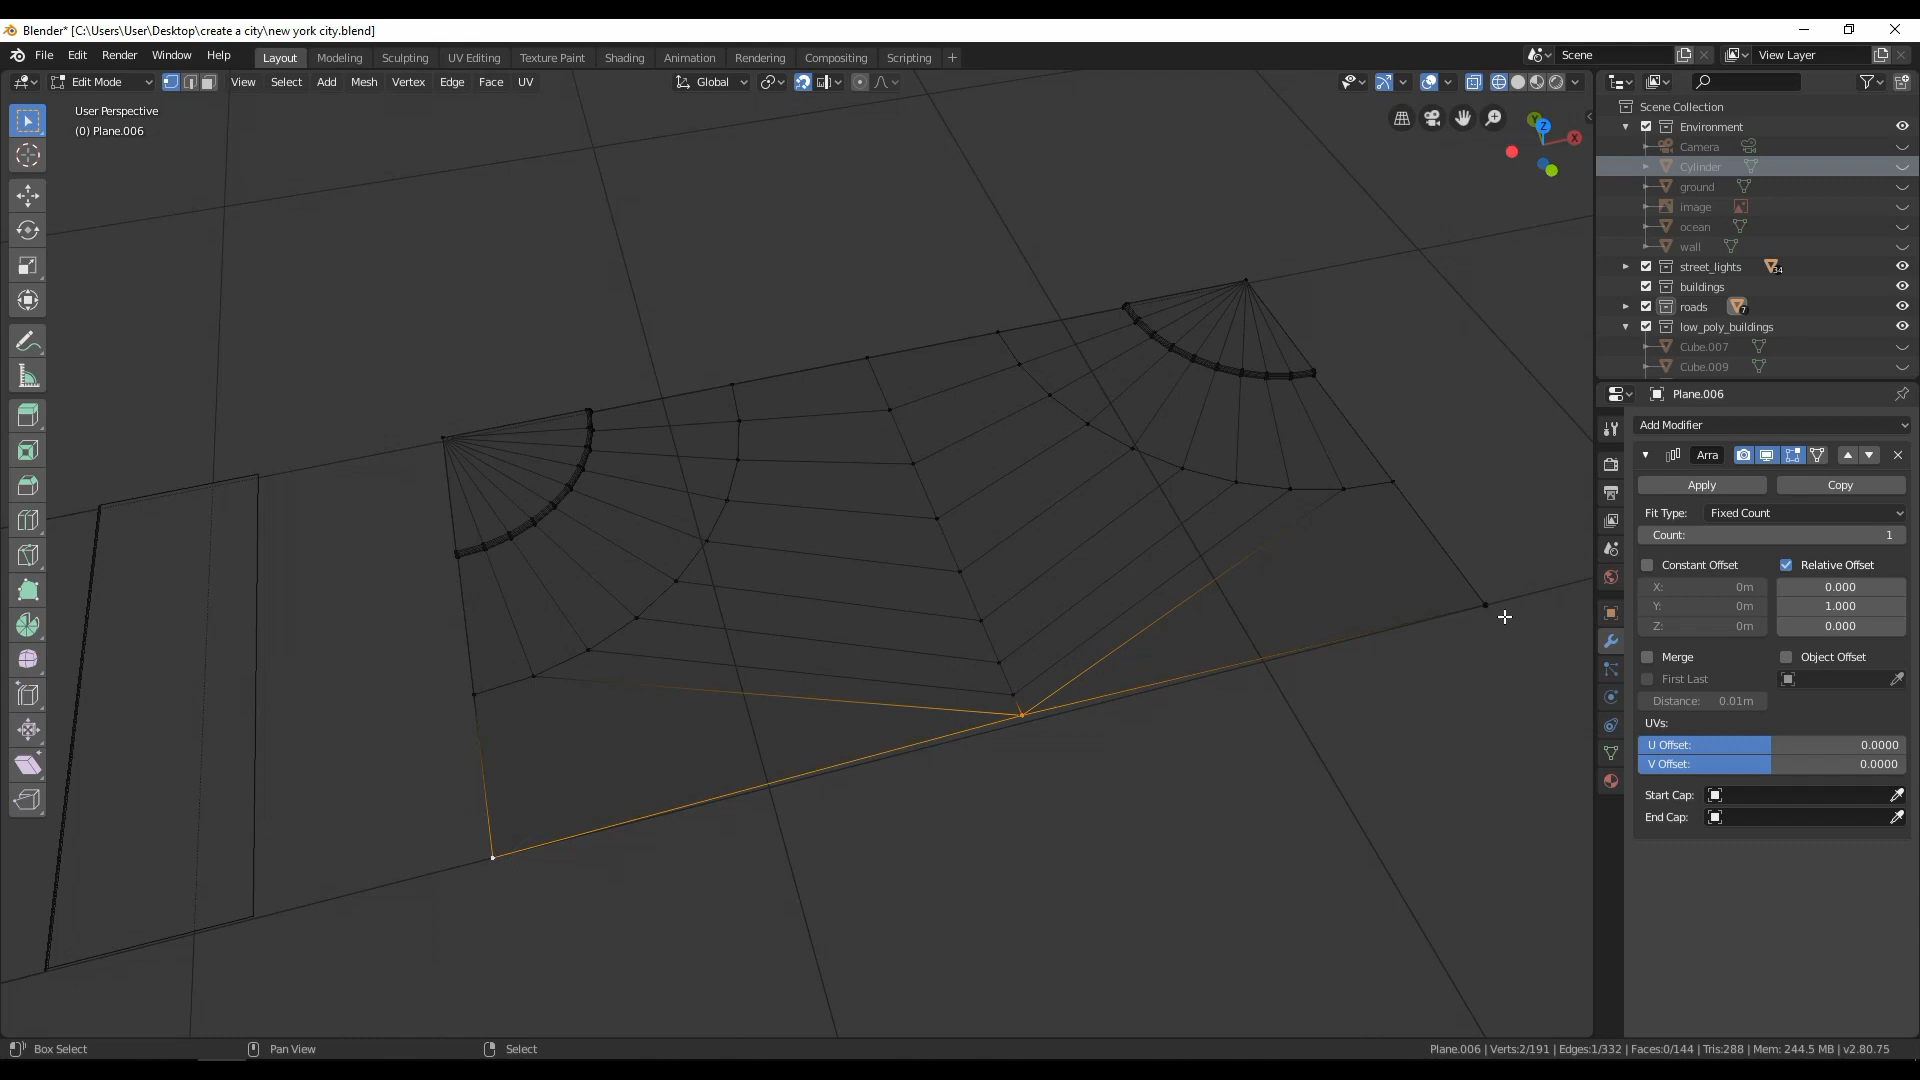 Blender* [C:\Users\User\Desktop\create a city\new york city.blend]
File Edit Render Window Help Layout Modeling Sculpting UV Editing Texture Paint Shading Animation Rendering Compositing Scripting + Scene View Layer
Edit Mode View Select Add Mesh Vertex Edge Face UV Global
User Perspective
(0) Plane.006
Scene Collection
Environment
Camera
Cylinder
ground
image
ocean
wall
street_lights 34
buildings
roads 7
low_poly_buildings
Cube.007
Cube.009
Plane.006
Add Modifier
Arra
Apply Copy
Fit Type: Fixed Count
Count: 1
Constant Offset Relative Offset
X: 0m 0.000
Y: 0m 1.000
Z: 0m 0.000
Merge Object Offset
First Last
Distance: 0.01m
UVs:
U Offset: 0.0000
V Offset: 0.0000
Start Cap:
End Cap:
Box Select Pan View Select Plane.006 | Verts:2/191 | Edges:1/332 | Faces:0/144 | Tris:288 | Mem: 244.5 MB | v2.80.75
X
Y
Z